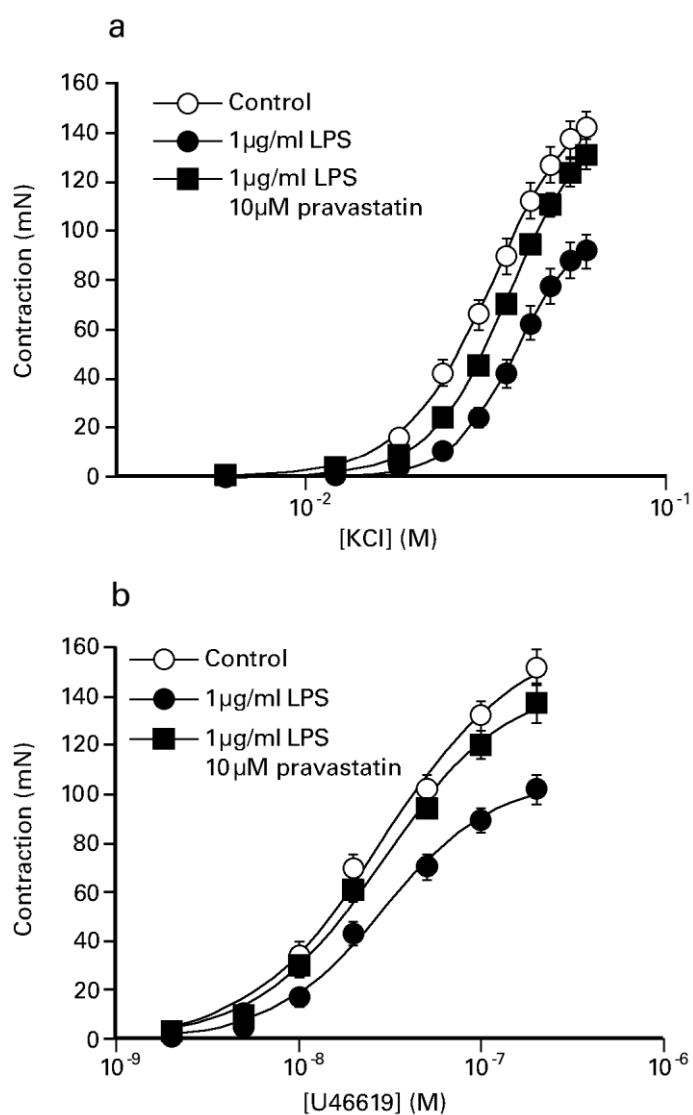 a
160
140
120
100
80
60
40
20
0
Contraction (mN)
Control
1µg/ml LPS
1µg/ml LPS
10µM pravastatin
10-2
10-1
[KCl] (M)
b
160
140
120
100
80
60
40
20
0
Contraction (mN)
Control
1µg/ml LPS
1µg/ml LPS
10µM pravastatin
10-9
10-8
10-7
10-6
[U46619] (M)